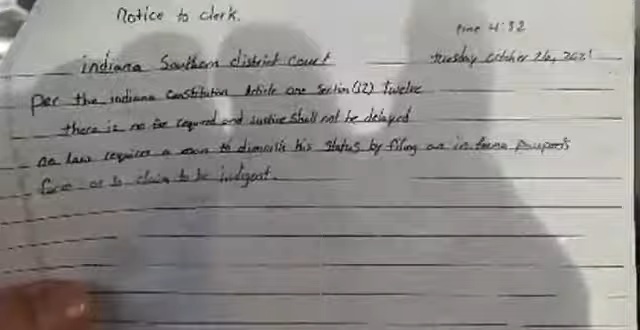 Notice to clerk.
time 4:32
Indiana Southern district court
tuesday october 26, 2021
Per the Indiana Constitution Article one Section (12) Twelve
there is no fee required and justice shall not be delayed
no law requires a man to diminish his status by filing an in forma pauperis
form or to claim to be indigent.